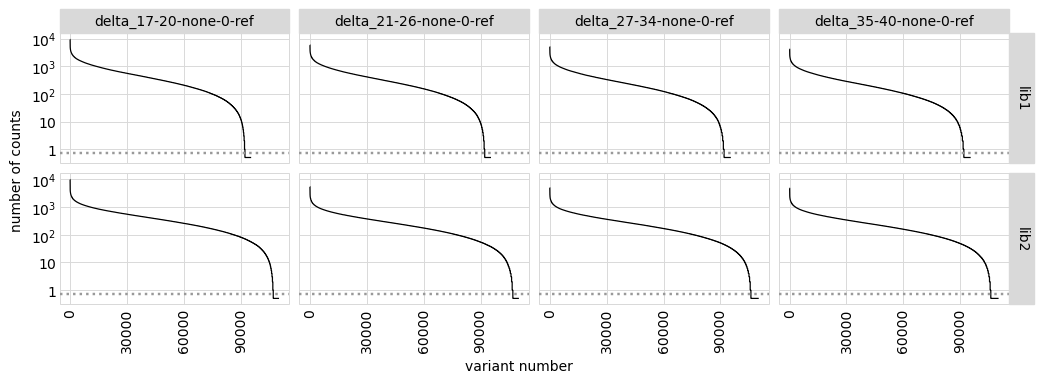 delta_17-20-none-0-ref delta_21-26-none-0-ref delta_27-34-none-0-ref delta_35-40-none-0-ref
number of counts
10⁴
10³
10²
10
1
lib1
10⁴
10³
10²
10
1
lib2
0 30000 60000 90000 0 30000 60000 90000 0 30000 60000 90000 0 30000 60000 90000
variant number